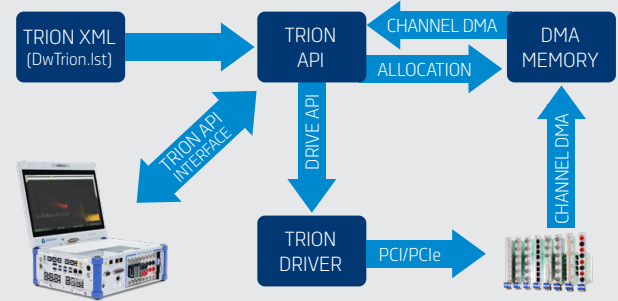 TRION XML
(DwTrion.lst)
TRION
API
CHANNEL DMA
ALLOCATION
DMA
MEMORY
TRION API
INTERFACE
DRIVE API
CHANNEL DMA
TRION
DRIVER
PCI/PCIe